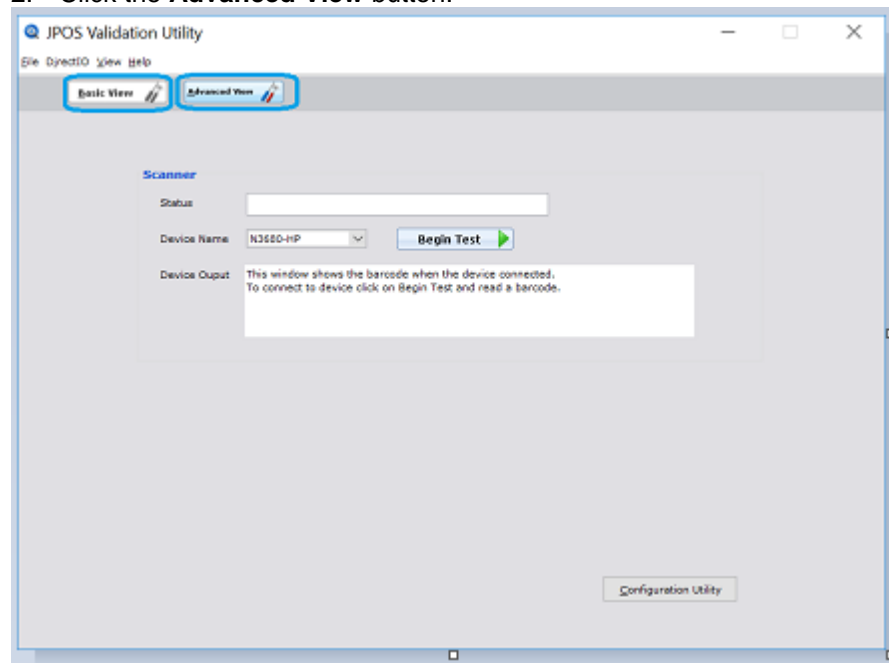 2. Click the Advanced View button.
JPOS Validation Utility
File DirectIO View Help
Basic View
Advanced View
Scanner
Status
Device Name N3680-HP Begin Test
Device Ouput This window shows the barcode when the device connected.
To connect to device click on Begin Test and read a barcode.
Configuration Utility